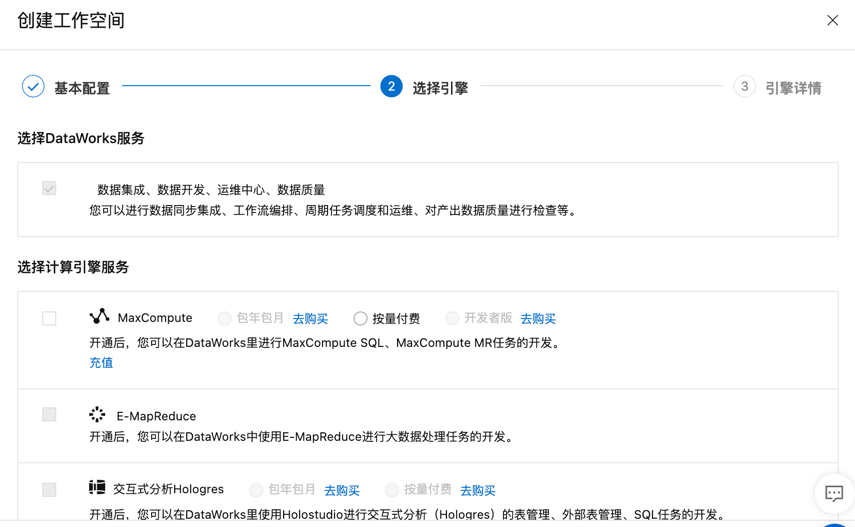 创建工作空间
基本配置 2 选择引擎 3 引擎详情
选择DataWorks服务
数据集成、数据开发、运维中心、数据质量
您可以进行数据同步集成、工作流编排、周期任务调度和运维、对产出数据质量进行检查等。
选择计算引擎服务
MaxCompute 包年包月 去购买 按量付费 开发者版 去购买
开通后，您可以在DataWorks里进行MaxCompute SQL、MaxCompute MR任务的开发。
充值
E-MapReduce
开通后，您可以在DataWorks中使用E-MapReduce进行大数据处理任务的开发。
交互式分析Hologres 包年包月 去购买 按量付费 去购买
开通后，您可以在DataWorks里使用Holostudio进行交互式分析（Hologres）的表管理、外部表管理、SQL任务的开发。